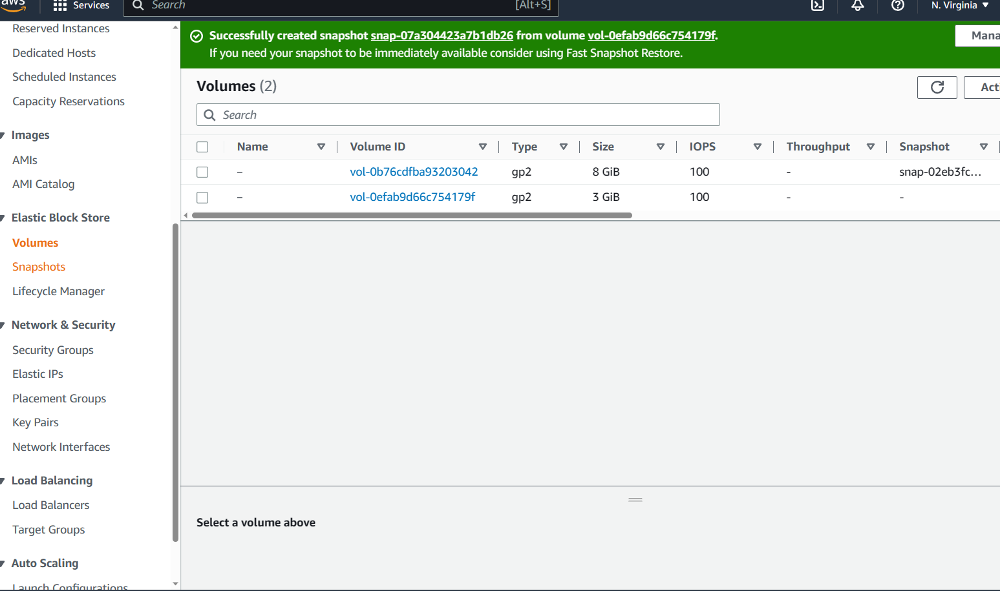 aws
Services
Search
[Alt+S]
N. Virginia
Reserved Instances
Dedicated Hosts
Scheduled Instances
Capacity Reservations
Images
AMIs
AMI Catalog
Elastic Block Store
Volumes
Snapshots
Lifecycle Manager
Network & Security
Security Groups
Elastic IPs
Placement Groups
Key Pairs
Network Interfaces
Load Balancing
Load Balancers
Target Groups
Auto Scaling
Launch Configurations
Successfully created snapshot snap-07a304423a7b1db26 from volume vol-0efab9d66c754179f.
If you need your snapshot to be immediately available consider using Fast Snapshot Restore.
Mana
Volumes (2)
Acti
Search
Name Volume ID Type Size IOPS Throughput Snapshot
– vol-0b76cdfba93203042 gp2 8 GiB 100 - snap-02eb3fc...
– vol-0efab9d66c754179f gp2 3 GiB 100 - -
Select a volume above